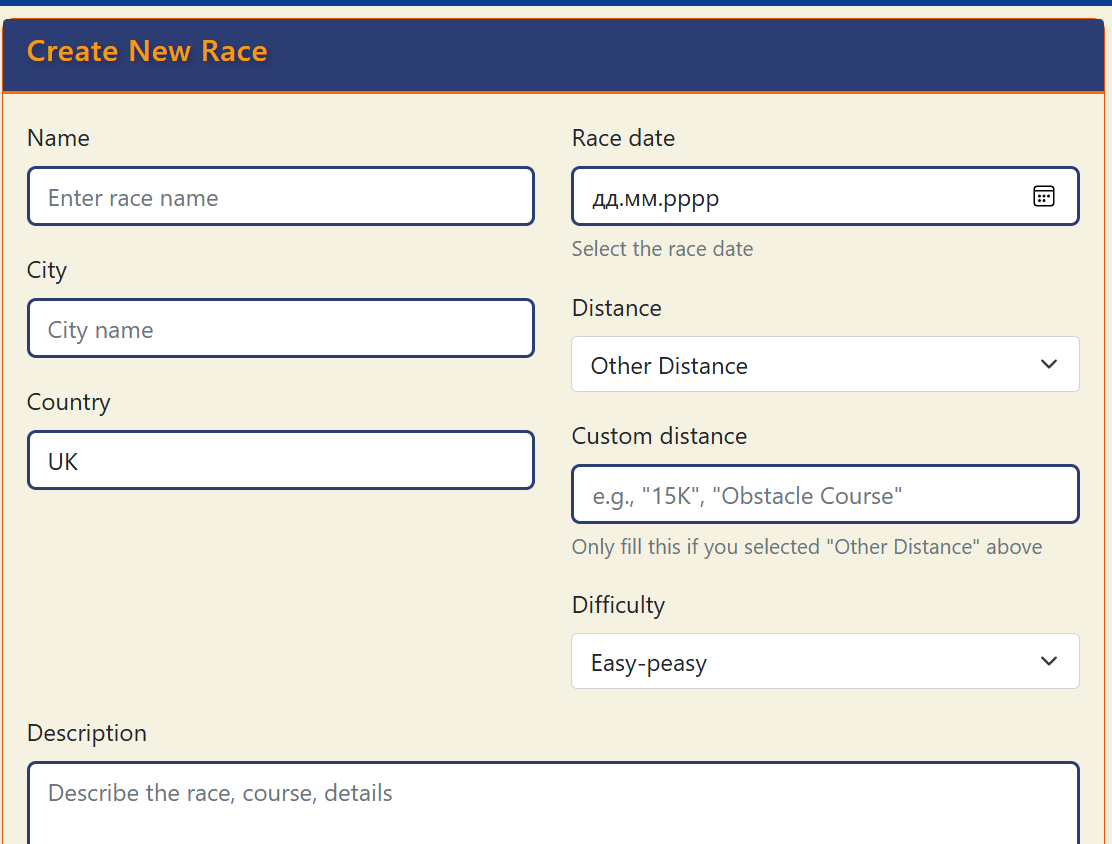 Create New Race
Name
Enter race name
City
City name
Country
UK
Race date
дд.мм.рррр
Select the race date
Distance
Other Distance
Custom distance
e.g., "15K", "Obstacle Course"
Only fill this if you selected "Other Distance" above
Difficulty
Easy-peasy
Description
Describe the race, course, details